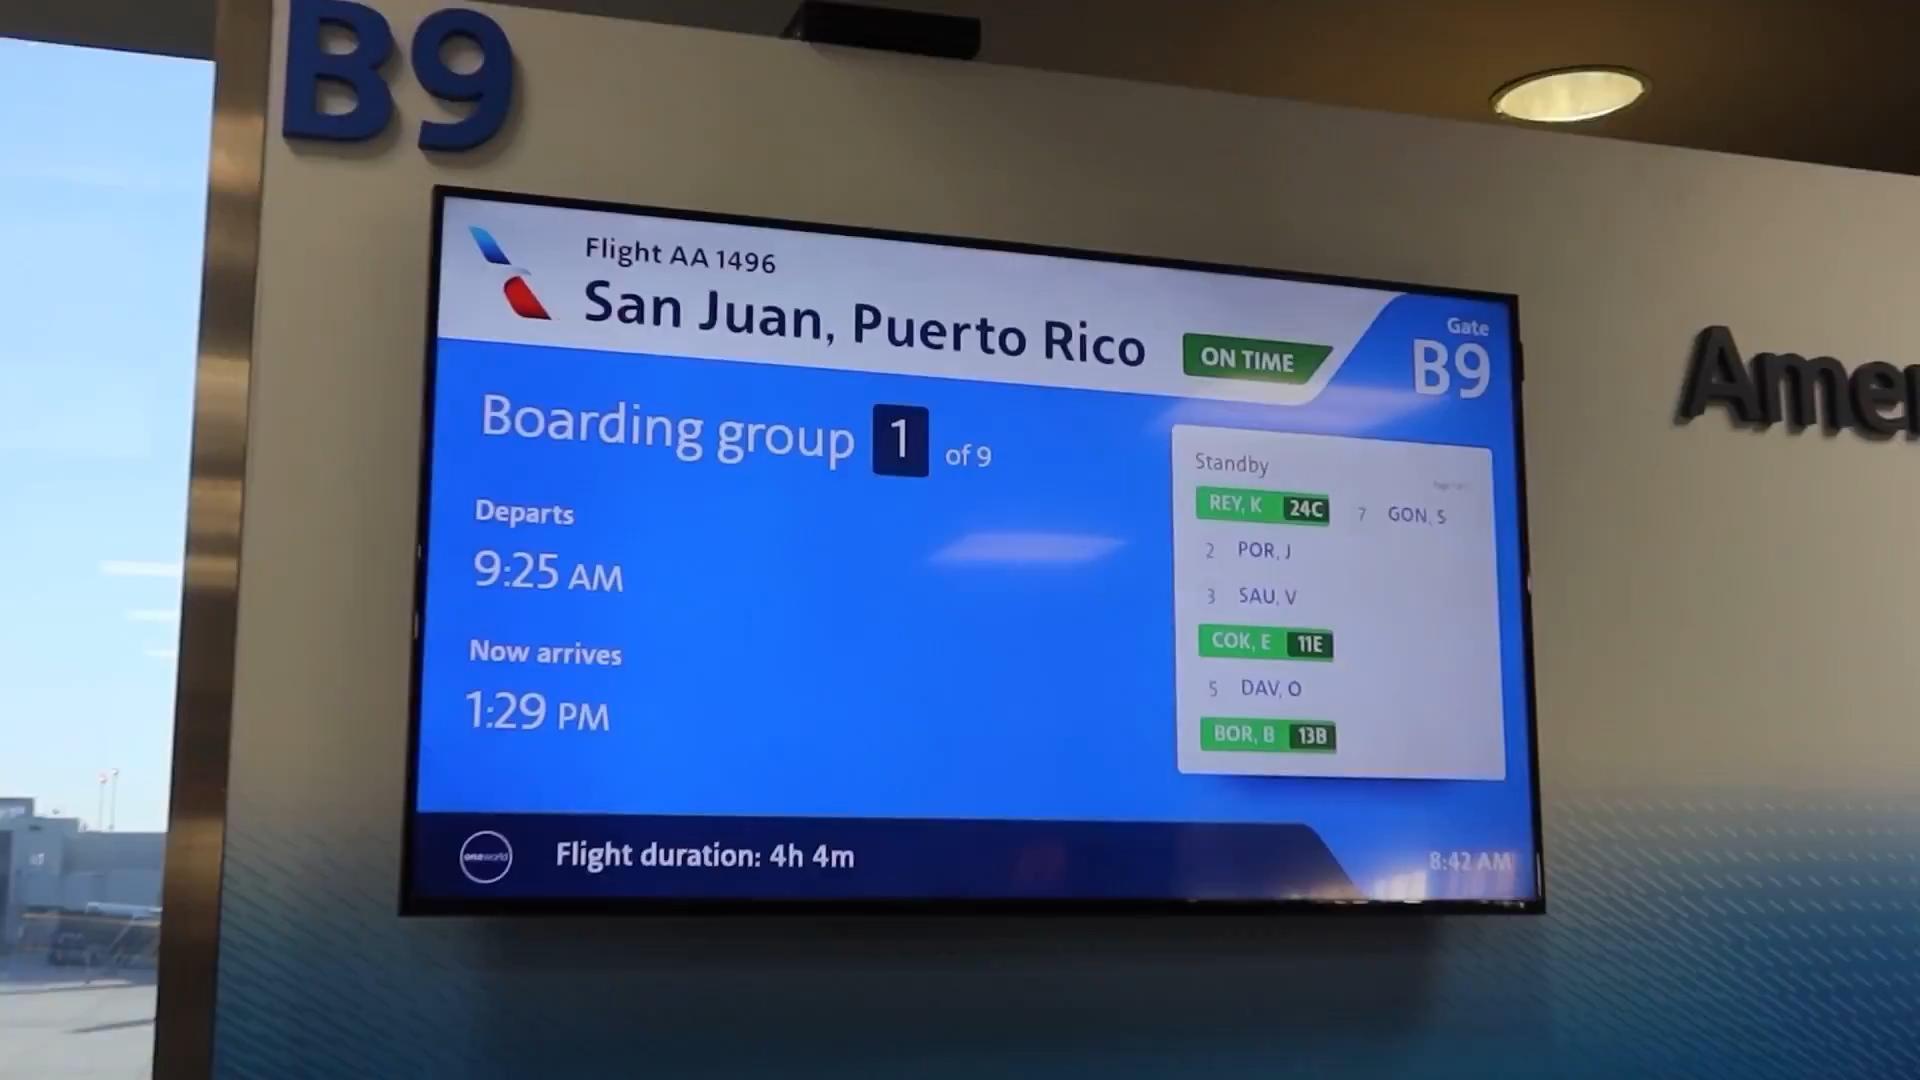 B9
Flight AA 1496
San Juan, Puerto Rico
ON TIME
Gate
B9
Boarding group 1 of 9
Departs
9:25 AM
Now arrives
1:29 PM
Standby
REY, K 24C
2 POR, J
3 SAU, V
COK, E 11E
5 DAV, O
BOR, B 13B
7 GON, S
oneworld
Flight duration: 4h 4m
8:42 AM
Amer